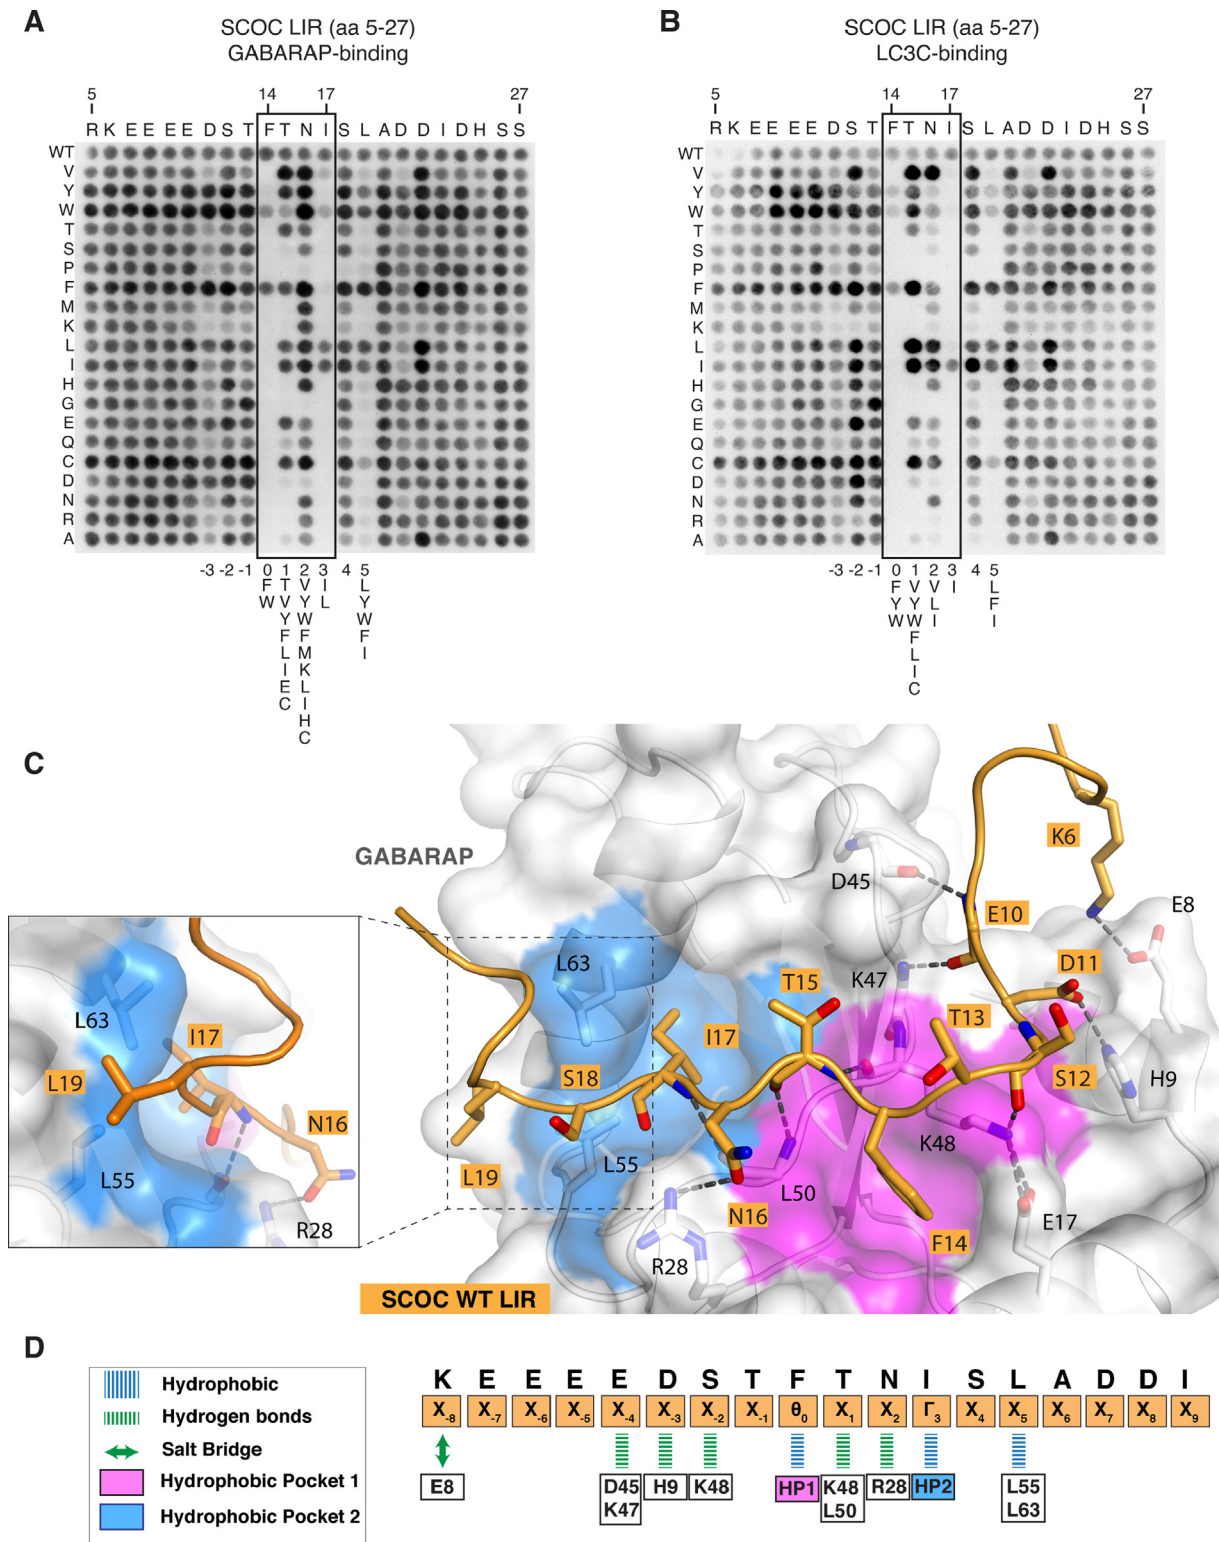 A
SCOC LIR (aa 5-27)
GABARAP-binding
5 14 17 27
R K E E E E D S T F T N I S L A D D I D H S S
WT
V
Y
W
T
S
P
F
M
K
L
I
H
G
E
Q
C
D
N
R
A
-3 -2 -1 0 1 2 3 4 5
F T V I L
W V Y L Y
Y W W
F F F
L M I
I K
E L
C I
H
C
B
SCOC LIR (aa 5-27)
LC3C-binding
5 14 17 27
R K E E E E D S T F T N I S L A D D I D H S S
WT
V
Y
W
T
S
P
F
M
K
L
I
H
G
E
Q
C
D
N
R
A
-3 -2 -1 0 1 2 3 4 5
F V V I L
Y Y L F
W W I I
F
L
I
C
C
GABARAP
D45
K6
E10
E8
L63
K47
D11
T15
T13
I17
S18
S12
H9
K48
L55
L19
L50
N16
E17
F14
R28
L63
I17
L19
N16
L55
R28
SCOC WT LIR
D
Hydrophobic
Hydrogen bonds
Salt Bridge
Hydrophobic Pocket 1
Hydrophobic Pocket 2
K E E E E D S T F T N I S L A D D I
X-8 X-7 X-6 X-5 X-4 X-3 X-2 X-1 θ0 X1 X2 Γ3 X4 X5 X6 X7 X8 X9
E8 D45 H9 K48 HP1 K48 R28 HP2 L55
K47 L50 L63